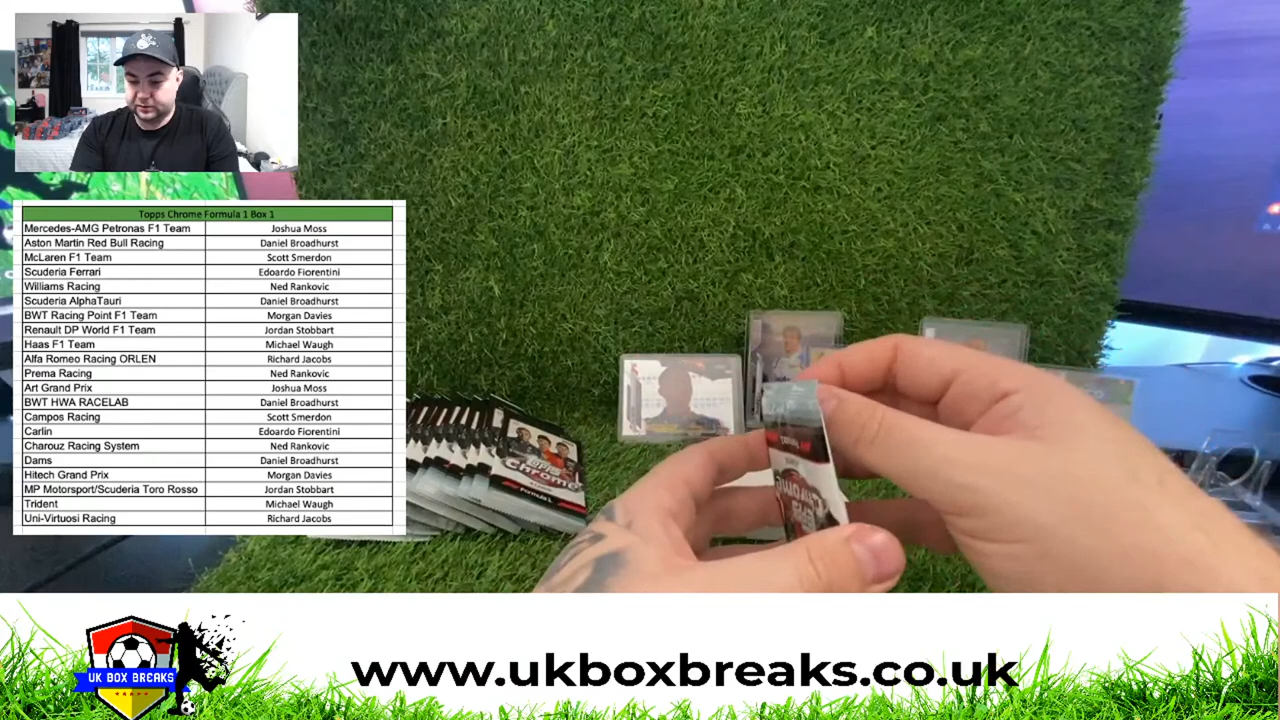 Topps Chrome Formula 1 Box 1
Mercedes-AMG Petronas F1 Team Joshua Moss
Aston Martin Red Bull Racing Daniel Broadhurst
McLaren F1 Team Scott Smerdon
Scuderia Ferrari Edoardo Fiorentini
Williams Racing Ned Rankovic
Scuderia AlphaTauri Daniel Broadhurst
BWT Racing Point F1 Team Morgan Davies
Renault DP World F1 Team Jordan Stobbart
Haas F1 Team Michael Waugh
Alfa Romeo Racing ORLEN Richard Jacobs
Prema Racing Ned Rankovic
Art Grand Prix Joshua Moss
BWT HWA RACELAB Daniel Broadhurst
Campos Racing Scott Smerdon
Carlin Edoardo Fiorentini
Charouz Racing System Ned Rankovic
Dams Daniel Broadhurst
Hitech Grand Prix Morgan Davies
MP Motorsport/Scuderia Toro Rosso Jordan Stobbart
Trident Michael Waugh
Uni-Virtuosi Racing Richard Jacobs
Chrome
Formula 1
UK BOX BREAKS
www.ukboxbreaks.co.uk